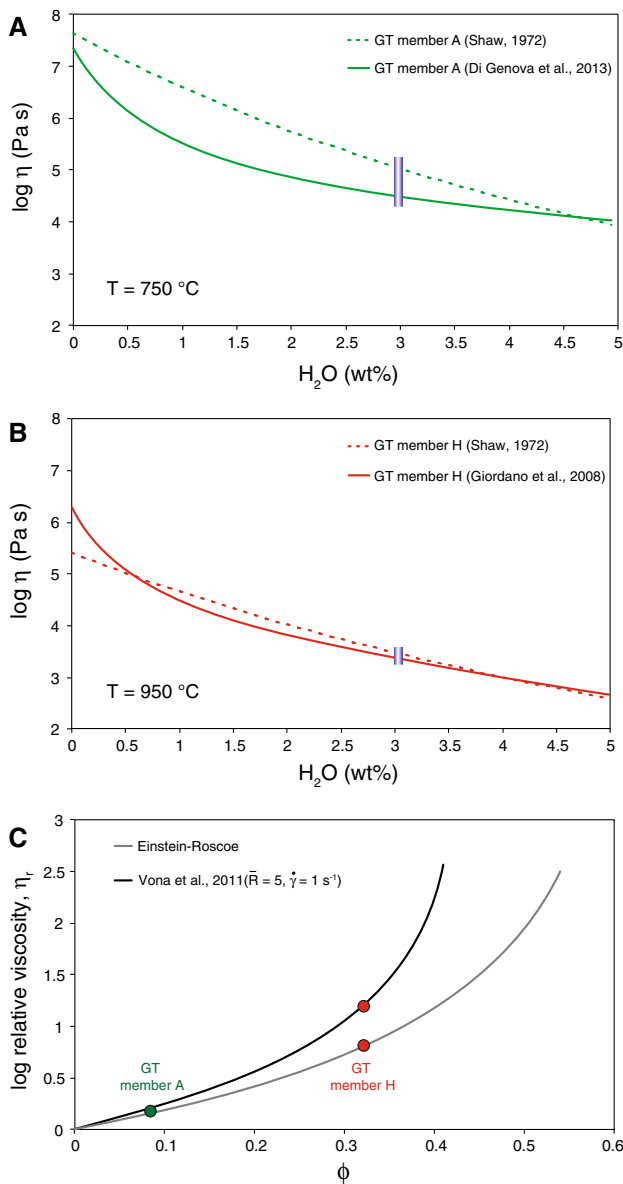 A
GT member A (Shaw, 1972)
GT member A (Di Genova et al., 2013)
log η (Pa s)
8
7
6
5
4
3
2
T = 750 °C
0 0.5 1 1.5 2 2.5 3 3.5 4 4.5 5
H₂O (wt%)
B
GT member H (Shaw, 1972)
GT member H (Giordano et al., 2008)
log η (Pa s)
8
7
6
5
4
3
2
T = 950 °C
0 0.5 1 1.5 2 2.5 3 3.5 4 4.5 5
H₂O (wt%)
C
Einstein-Roscoe
Vona et al., 2011(R̄ = 5, γ̇ = 1 s⁻¹)
log relative viscosity, ηᵣ
3
2.5
2
1.5
1
0.5
0
GT
member A
GT
member H
0 0.1 0.2 0.3 0.4 0.5 0.6
ϕ